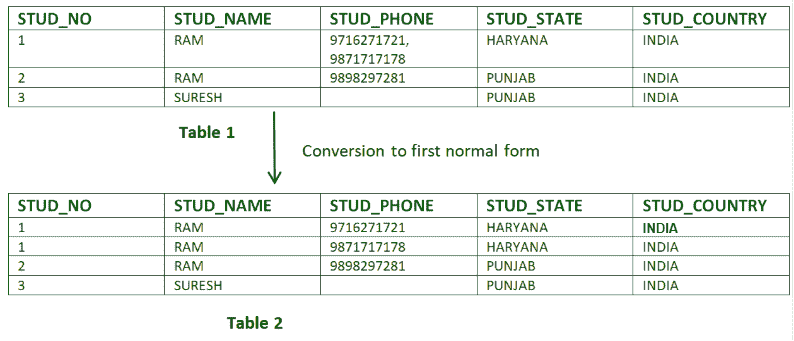 STUD_NO STUD_NAME STUD_PHONE STUD_STATE STUD_COUNTRY
1 RAM 9716271721, HARYANA INDIA
9871717178
2 RAM 9898297281 PUNJAB INDIA
3 SURESH PUNJAB INDIA
Table 1
Conversion to first normal form
STUD_NO STUD_NAME STUD_PHONE STUD_STATE STUD_COUNTRY
1 RAM 9716271721 HARYANA INDIA
1 RAM 9871717178 HARYANA INDIA
2 RAM 9898297281 PUNJAB INDIA
3 SURESH PUNJAB INDIA
Table 2